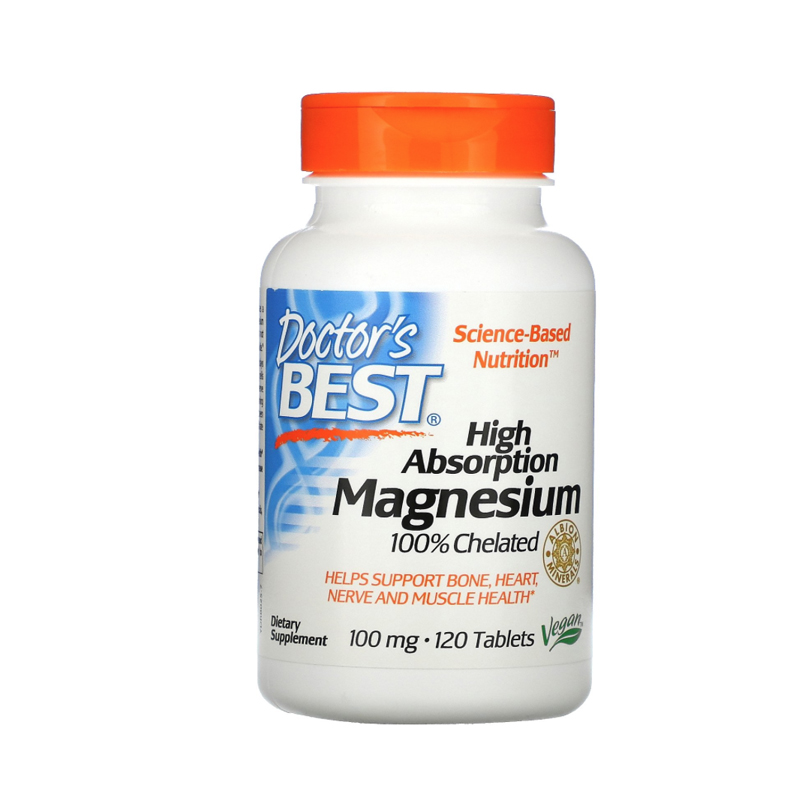 Doctor's
BEST®
Science-Based
Nutrition™
High
Absorption
Magnesium
100% Chelated
ALBION
MINERALS®
HELPS SUPPORT BONE, HEART,
NERVE AND MUSCLE HEALTH*
Dietary
Supplement
100 mg • 120 Tablets
Vegan